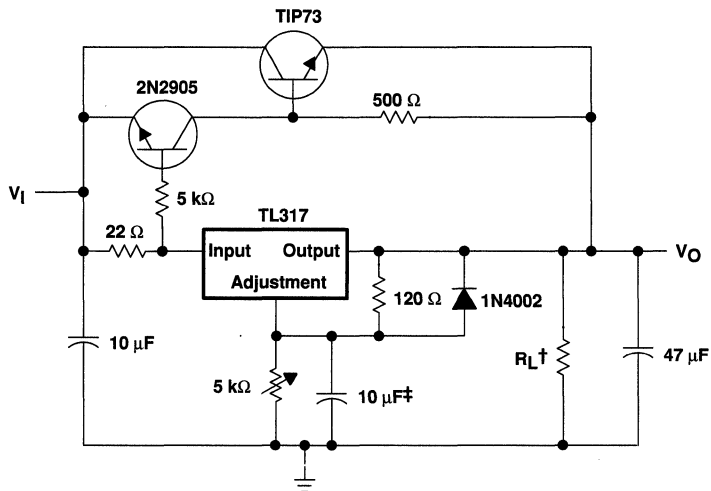 TIP73
2N2905
500 Ω
VI
5 kΩ
TL317
22 Ω
Input Output
VO
Adjustment
120 Ω
1N4002
10 µF
RL†
47 µF
5 kΩ
10 µF‡